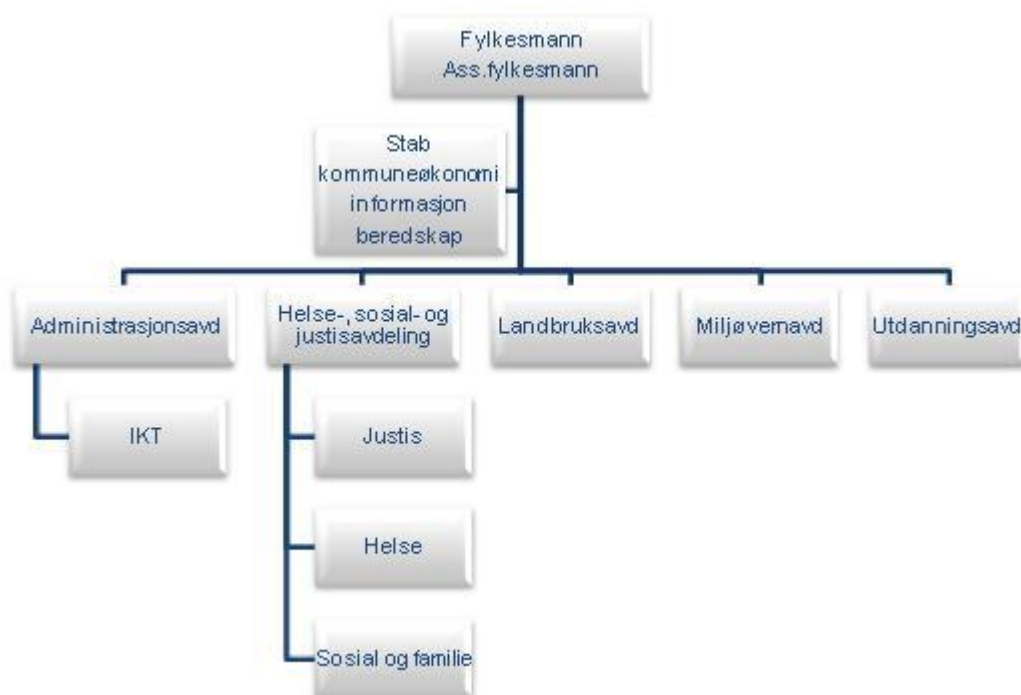 Fylkesmann
Ass.fylkesmann
Stab
kommuneøkonomi
informasjon
beredskap
Administrasjonsavd
Helse-, sosial- og
justisavdeling
Landbruksavd
Miljøvernavd
Utdanningsavd
IKT
Justis
Helse
Sosial og familie